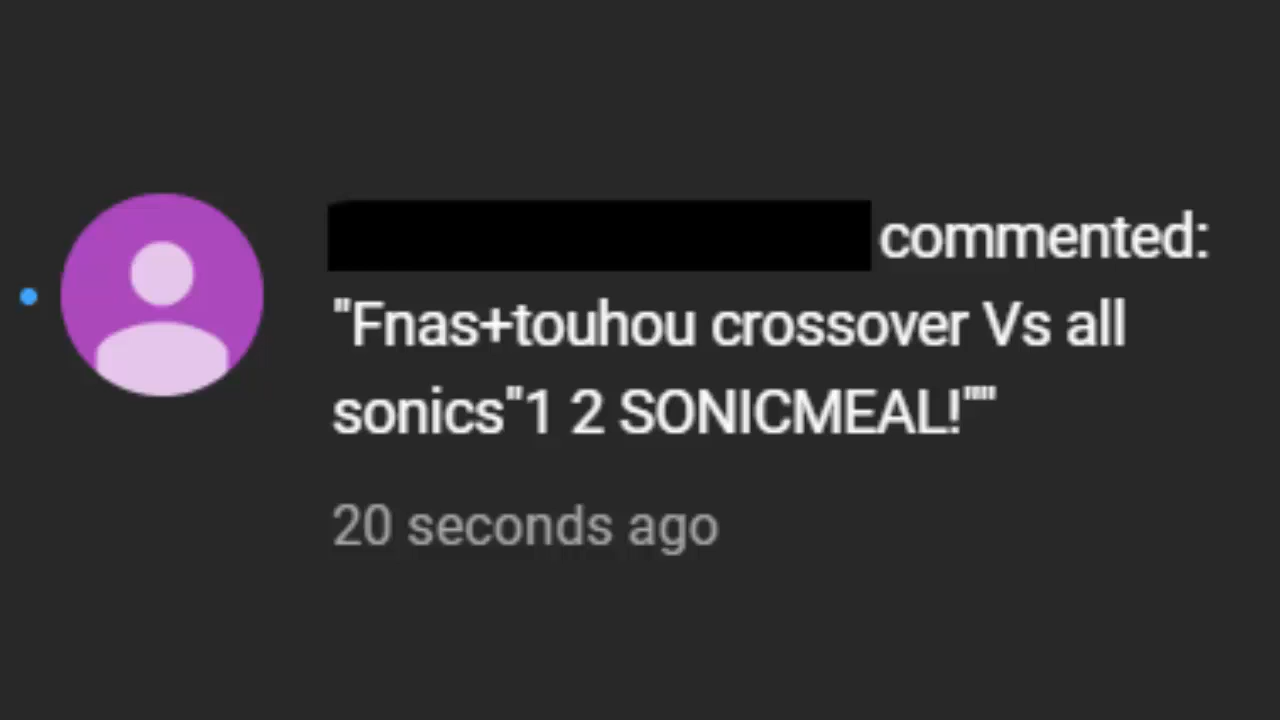 commented:
"Fnas+touhou crossover Vs all
sonics"1 2 SONICMEAL!""
20 seconds ago